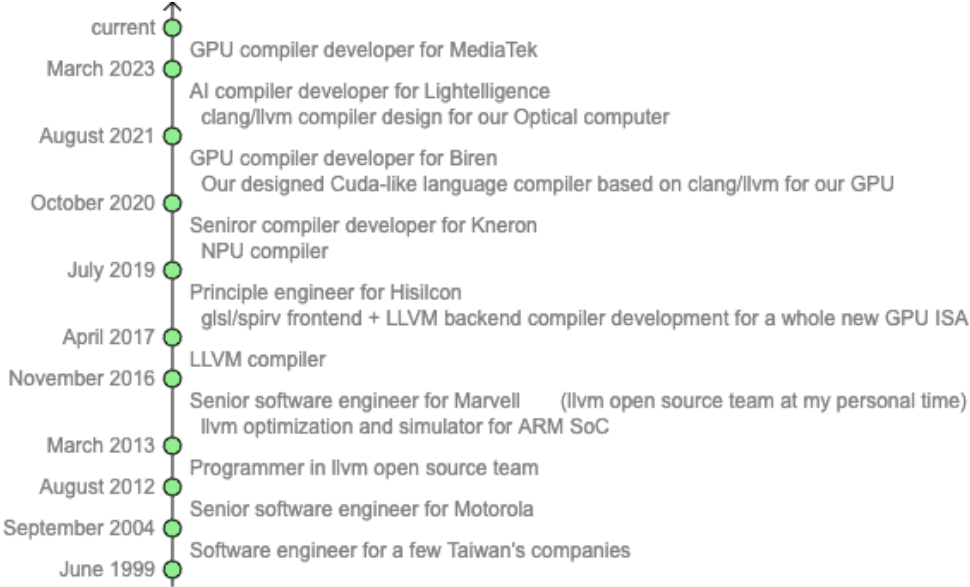 current
GPU compiler developer for MediaTek
March 2023
AI compiler developer for Lightelligence
clang/llvm compiler design for our Optical computer
August 2021
GPU compiler developer for Biren
Our designed Cuda-like language compiler based on clang/llvm for our GPU
October 2020
Seniror compiler developer for Kneron
NPU compiler
July 2019
Principle engineer for Hisilcon
glsl/spirv frontend + LLVM backend compiler development for a whole new GPU ISA
April 2017
LLVM compiler
November 2016
Senior software engineer for Marvell (llvm open source team at my personal time)
llvm optimization and simulator for ARM SoC
March 2013
Programmer in llvm open source team
August 2012
Senior software engineer for Motorola
September 2004
Software engineer for a few Taiwan's companies
June 1999